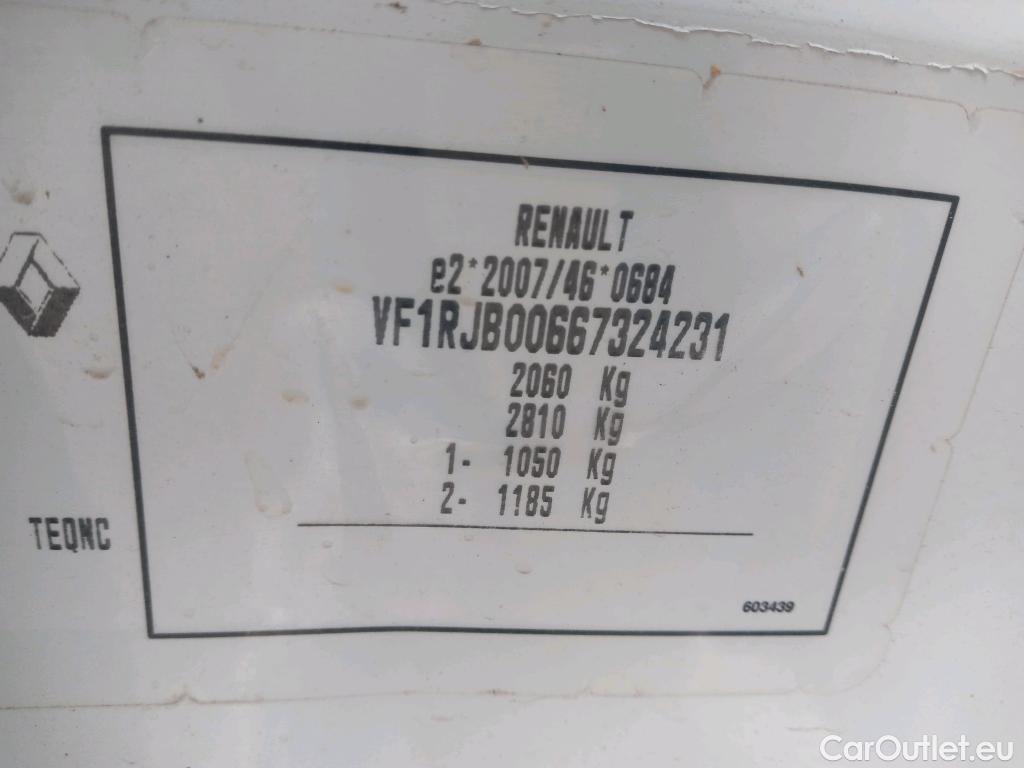 RENAULT
e2*2007/46*0684
VF1RJB00667324231
2060 Kg
2810 Kg
1- 1050 Kg
2- 1185 Kg
TEQMC
603439
CarOutlet.eu